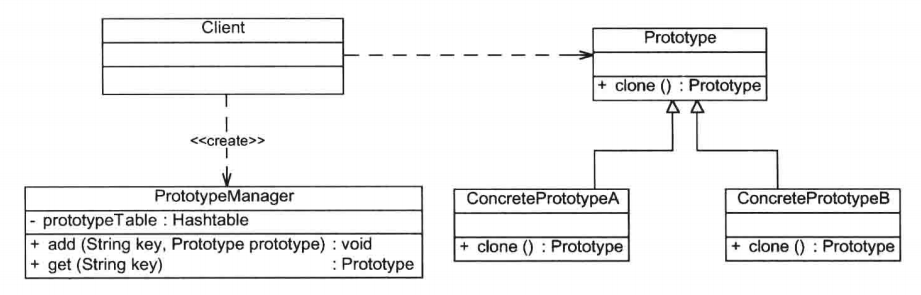 Client
Prototype
+ clone () : Prototype
<<create>>
PrototypeManager
- prototypeTable : Hashtable
+ add (String key, Prototype prototype) : void
+ get (String key) : Prototype
ConcretePrototypeA
+ clone () : Prototype
ConcretePrototypeB
+ clone () : Prototype